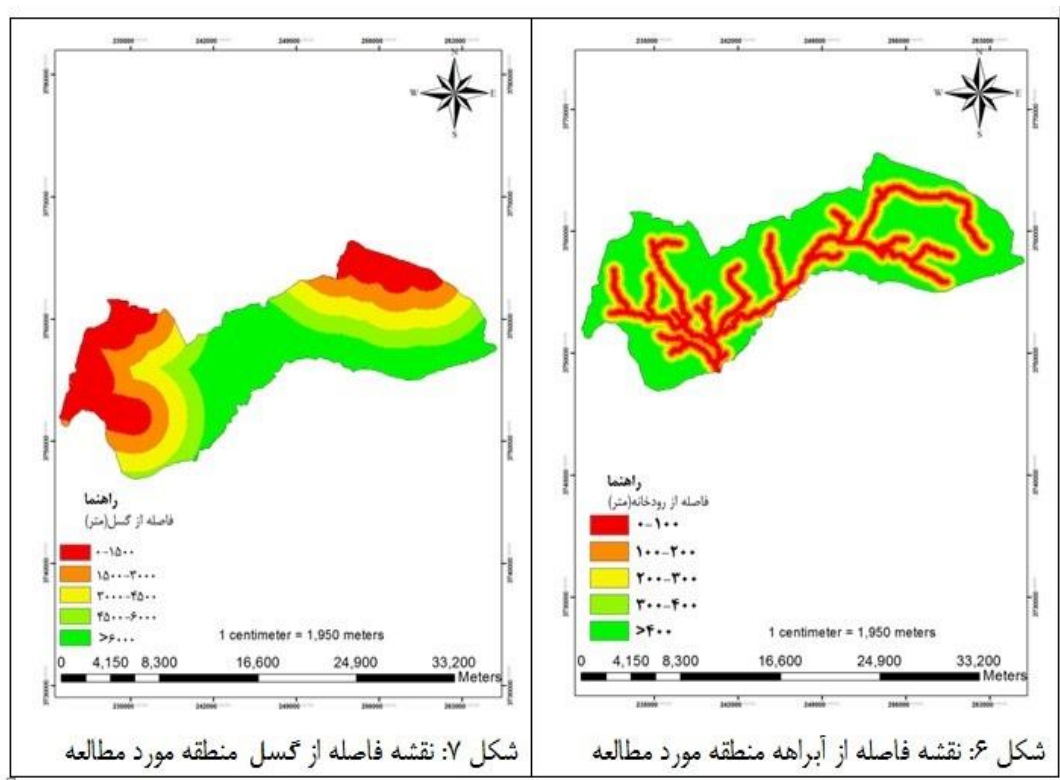 N
W
E
S
راهنما
فاصله از رودخانه(متر)
۰-۱۰۰
۱۰۰-۲۰۰
۲۰۰-۳۰۰
۳۰۰-۴۰۰
>۴۰۰
1 centimeter = 1,950 meters
0 4,150 8,300 16,600 24,900 33,200
Meters
شکل ۶: نقشه فاصله از آبراهه منطقه مورد مطالعه
N
W
E
S
راهنما
فاصله از گسل(متر)
۰-۱۵۰۰
۱۵۰۰-۳۰۰۰
۳۰۰۰-۴۵۰۰
۴۵۰۰-۶۰۰۰
>۶۰۰۰
1 centimeter = 1,950 meters
0 4,150 8,300 16,600 24,900 33,200
Meters
شکل ۷: نقشه فاصله از گسل منطقه مورد مطالعه